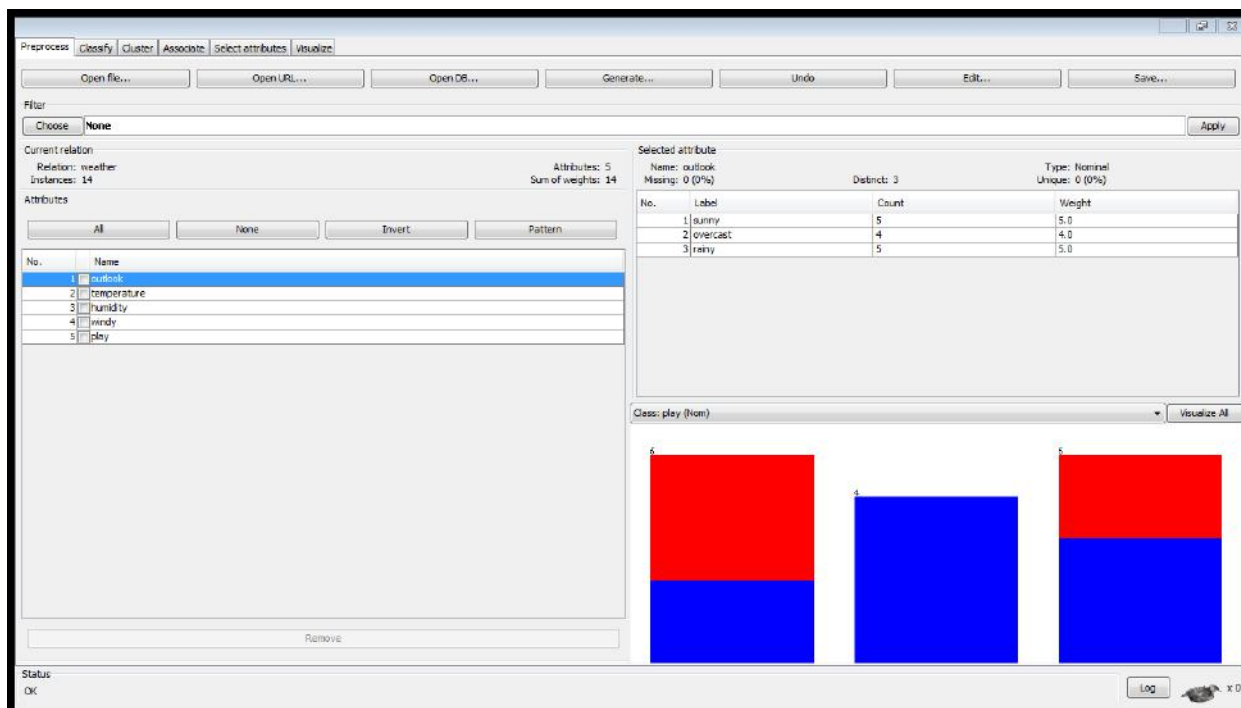 Preprocess Classify Cluster Associate Select attributes Visualize
Open file... Open URL... Open DB... Generate... Undo Edit... Save...
Filter
Choose None Apply
Current relation
Relation: weather Attributes: 5
Instances: 14 Sum of weights: 14
Attributes
All None Invert Pattern
No. Name
1 outlook
2 temperature
3 humidity
4 windy
5 play
Remove
Selected attribute
Name: outlook Type: Nominal
Missing: 0 (0%) Distinct: 3 Unique: 0 (0%)
No. Label Count Weight
1 sunny 5 5.0
2 overcast 4 4.0
3 rainy 5 5.0
Class: play (Nom) Visualize All
4
Status
OK
Log x 0